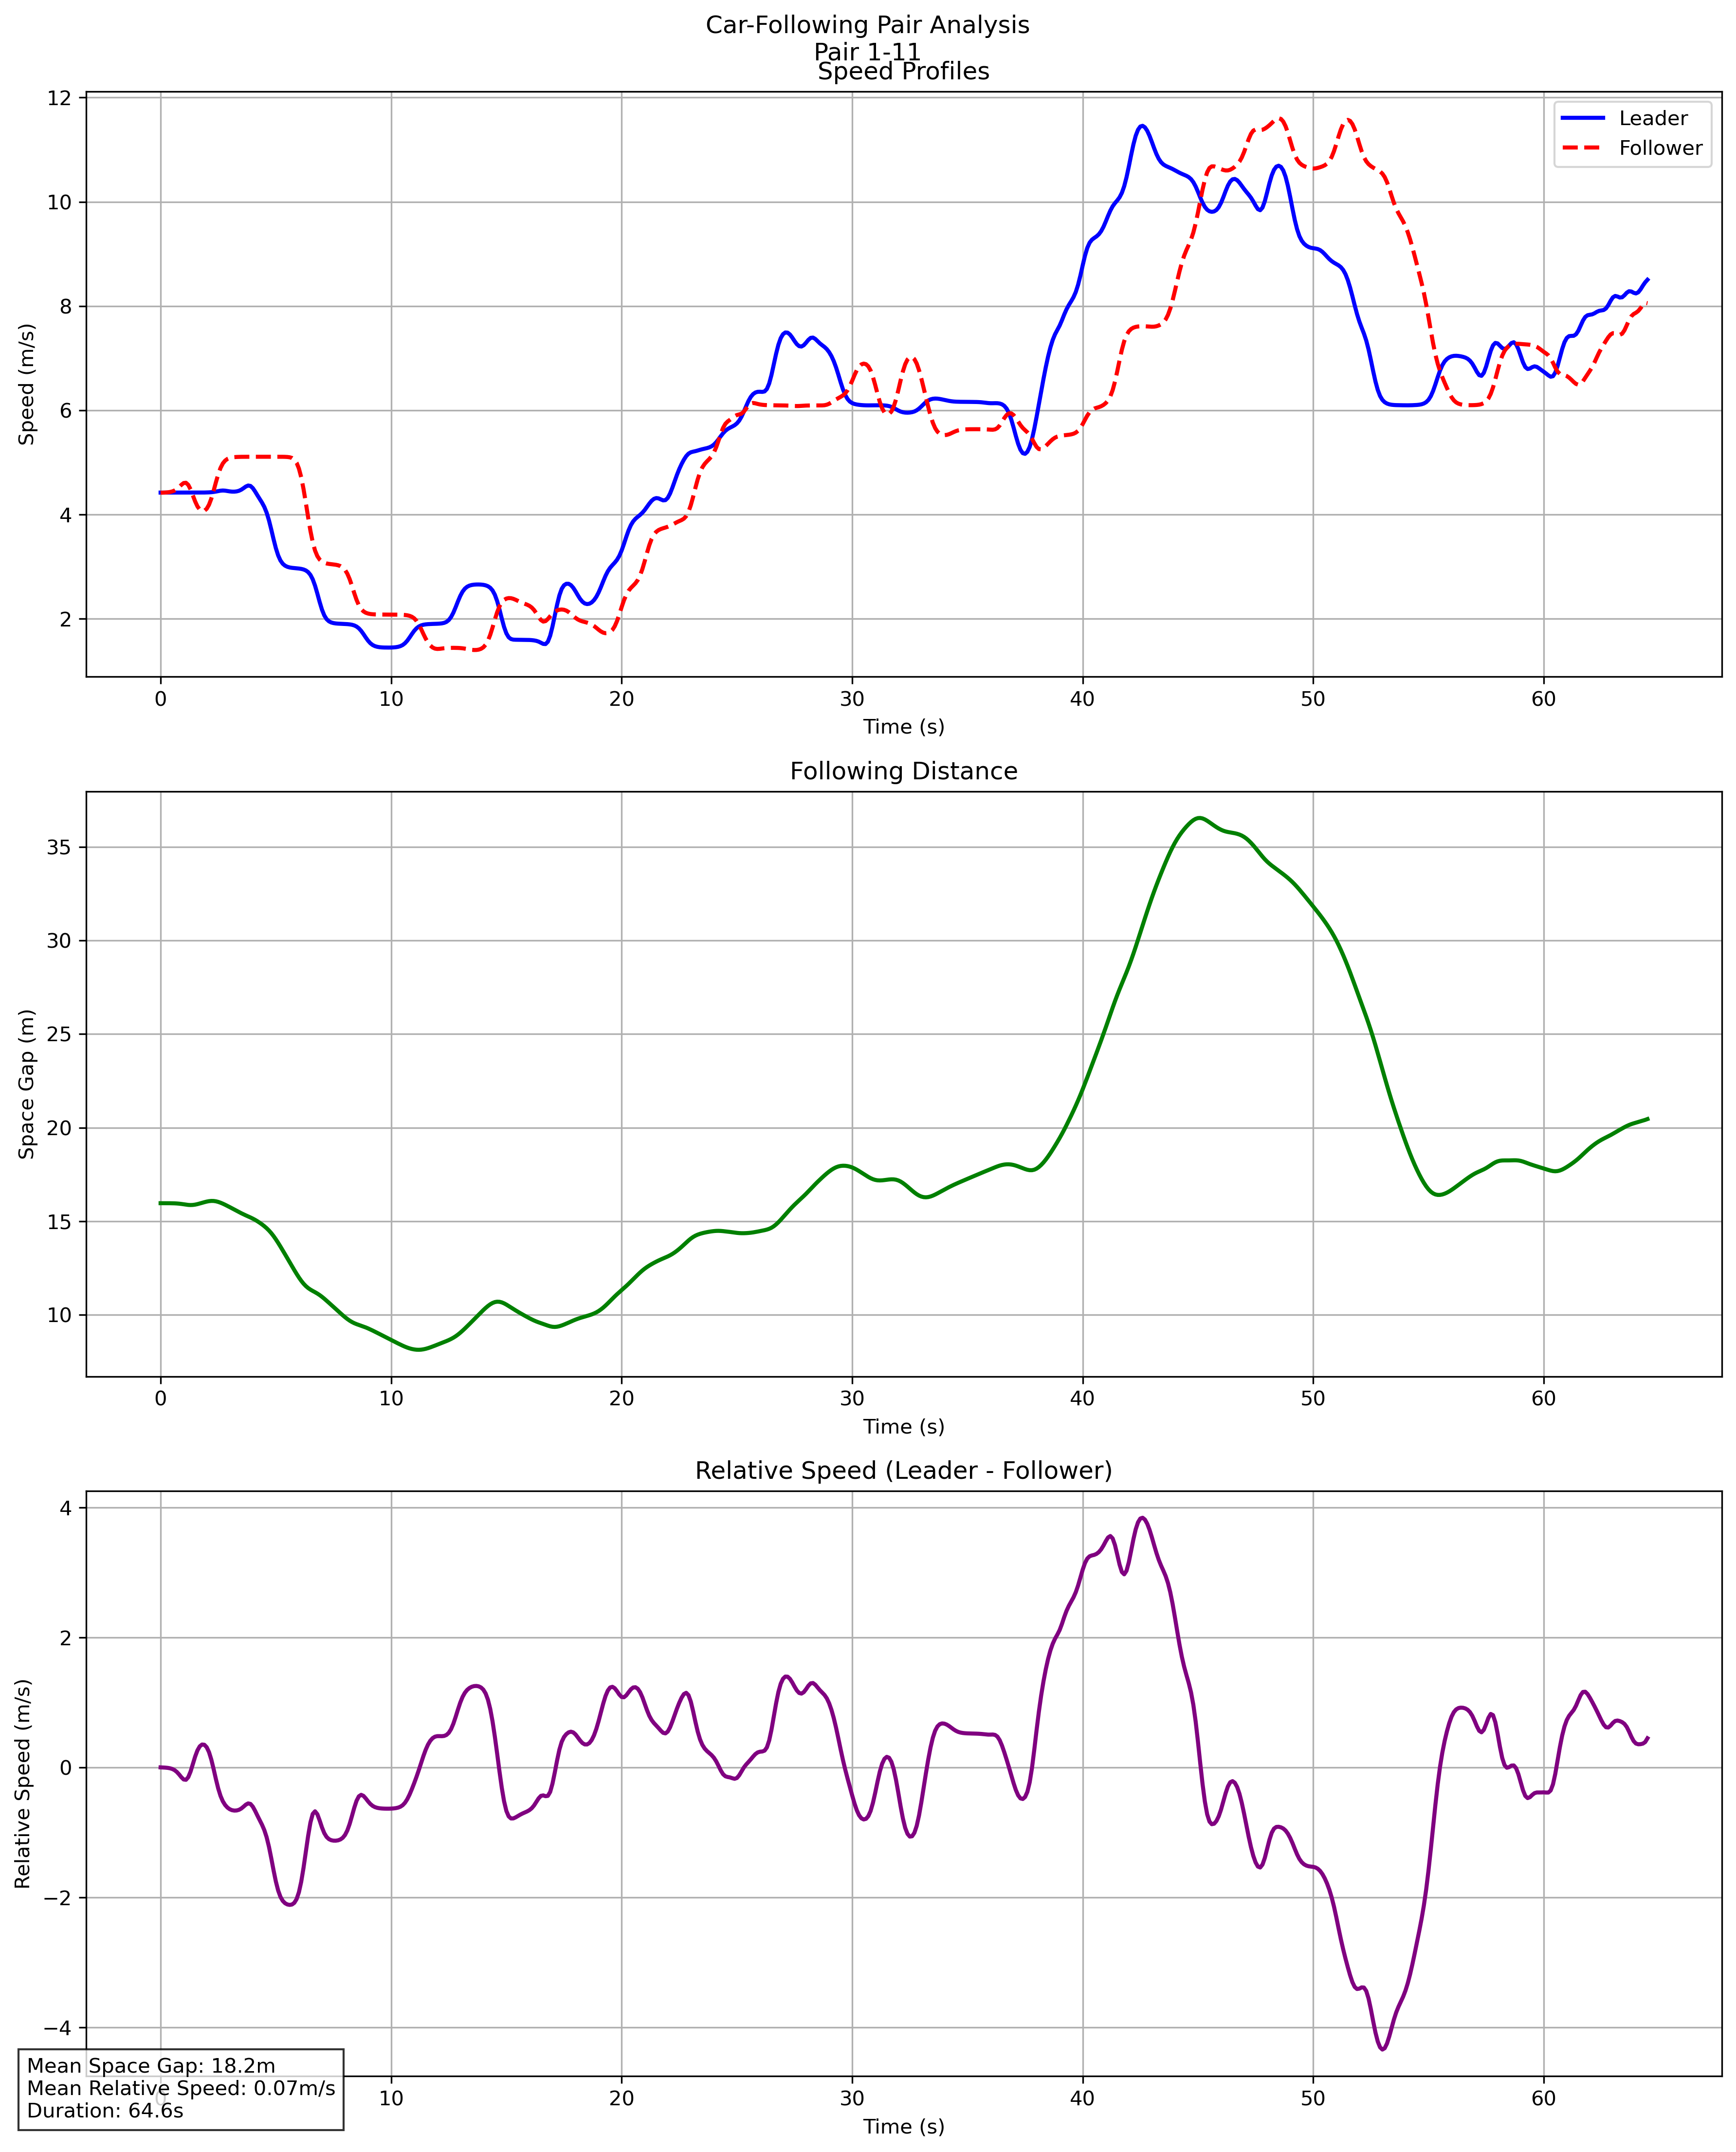 Car-Following Pair Analysis
Pair 1-11
Speed Profiles
12
10
8
6
4
2
Speed (m/s)
Leader
Follower
0 10 20 30 40 50 60
Time (s)
Following Distance
35
30
25
20
15
10
Space Gap (m)
0 10 20 30 40 50 60
Time (s)
Relative Speed (Leader - Follower)
4
2
0
−2
−4
Relative Speed (m/s)
0 10 20 30 40 50 60
Time (s)
Mean Space Gap: 18.2m
Mean Relative Speed: 0.07m/s
Duration: 64.6s